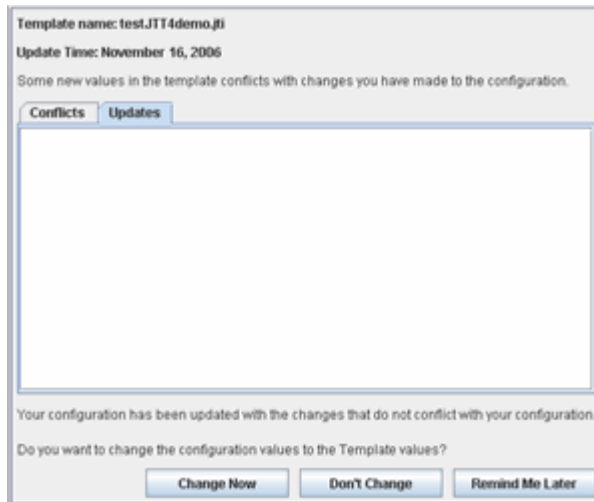 Template name: testJTT4demo.jti
Update Time: November 16, 2006
Some new values in the template conflicts with changes you have made to the configuration.
Conflicts Updates
Your configuration has been updated with the changes that do not conflict with your configuration
Do you want to change the configuration values to the Template values?
Change Now Don't Change Remind Me Later